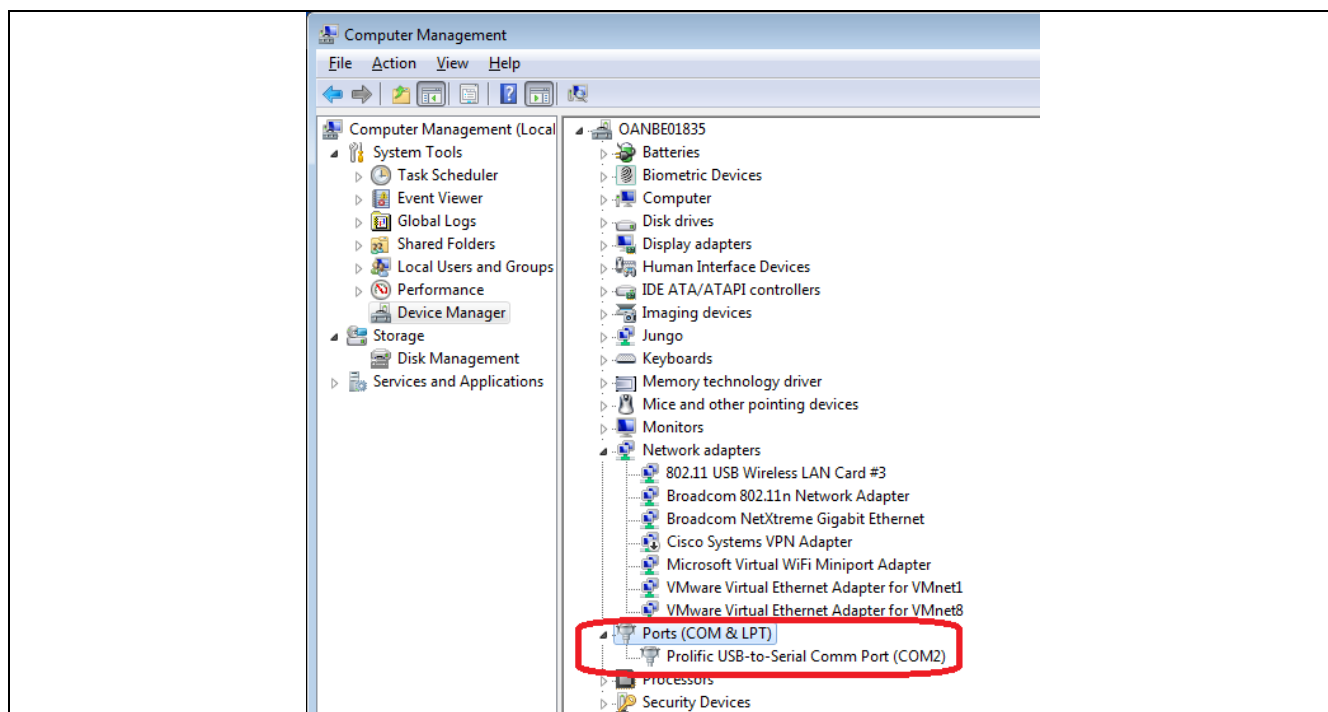 Computer Management
File Action View Help
Computer Management (Local
System Tools
Task Scheduler
Event Viewer
Global Logs
Shared Folders
Local Users and Groups
Performance
Device Manager
Storage
Disk Management
Services and Applications
OANBE01835
Batteries
Biometric Devices
Computer
Disk drives
Display adapters
Human Interface Devices
IDE ATA/ATAPI controllers
Imaging devices
Jungo
Keyboards
Memory technology driver
Mice and other pointing devices
Monitors
Network adapters
802.11 USB Wireless LAN Card #3
Broadcom 802.11n Network Adapter
Broadcom NetXtreme Gigabit Ethernet
Cisco Systems VPN Adapter
Microsoft Virtual WiFi Miniport Adapter
VMware Virtual Ethernet Adapter for VMnet1
VMware Virtual Ethernet Adapter for VMnet8
Ports (COM & LPT)
Prolific USB-to-Serial Comm Port (COM2)
Processors
Security Devices